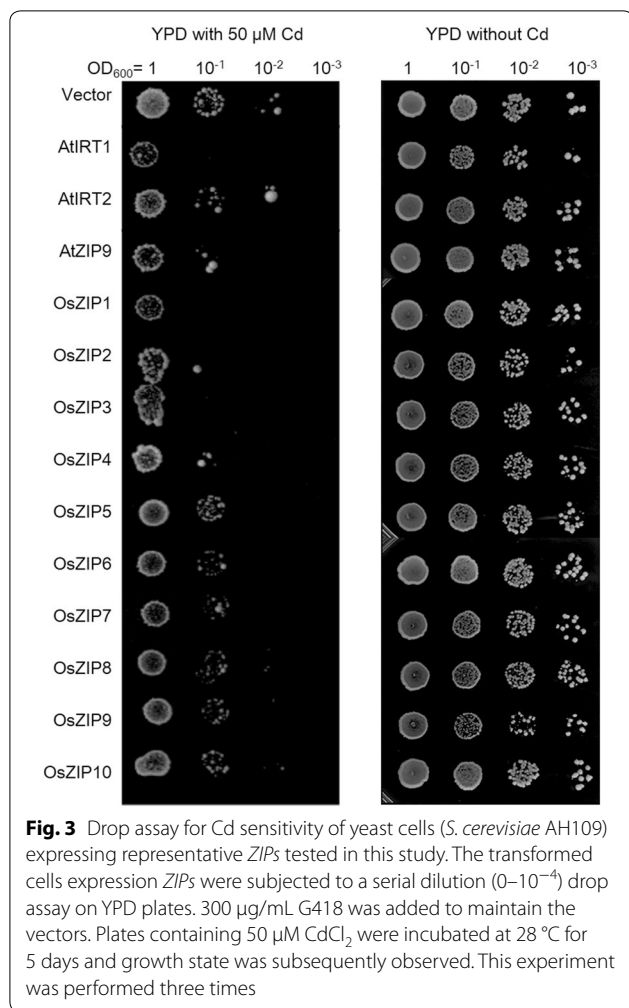 YPD with 50 µM Cd YPD without Cd
OD₆₀₀= 1 10⁻¹ 10⁻² 10⁻³ 1 10⁻¹ 10⁻² 10⁻³
Vector
AtIRT1
AtIRT2
AtZIP9
OsZIP1
OsZIP2
OsZIP3
OsZIP4
OsZIP5
OsZIP6
OsZIP7
OsZIP8
OsZIP9
OsZIP10
Fig. 3 Drop assay for Cd sensitivity of yeast cells (S. cerevisiae AH109)
expressing representative ZIPs tested in this study. The transformed
cells expression ZIPs were subjected to a serial dilution (0–10⁻⁴) drop
assay on YPD plates. 300 µg/mL G418 was added to maintain the
vectors. Plates containing 50 µM CdCl₂ were incubated at 28 °C for
5 days and growth state was subsequently observed. This experiment
was performed three times